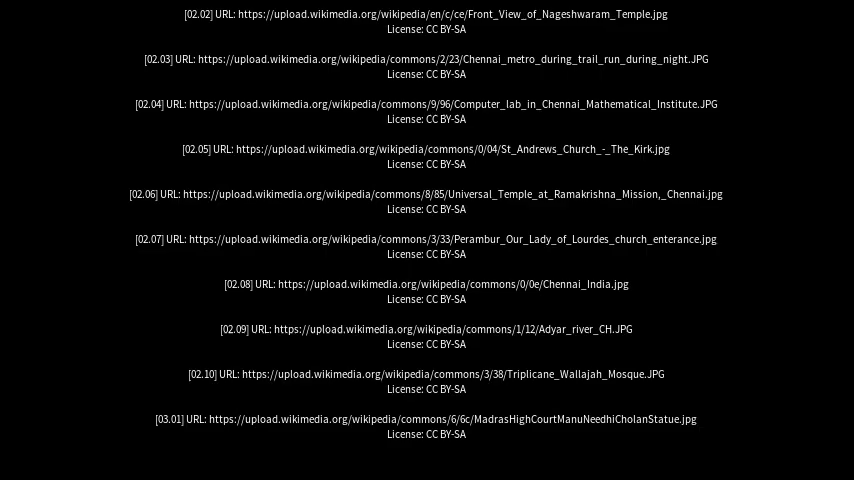 [02.02] URL: https://upload.wikimedia.org/wikipedia/en/c/ce/Front_View_of_Nageshwaram_Temple.jpg
License: CC BY-SA
[02.03] URL: https://upload.wikimedia.org/wikipedia/commons/2/23/Chennai_metro_during_trail_run_during_night.JPG
License: CC BY-SA
[02.04] URL: https://upload.wikimedia.org/wikipedia/commons/9/96/Computer_lab_in_Chennai_Mathematical_Institute.JPG
License: CC BY-SA
[02.05] URL: https://upload.wikimedia.org/wikipedia/commons/0/04/St_Andrews_Church_-_The_Kirk.jpg
License: CC BY-SA
[02.06] URL: https://upload.wikimedia.org/wikipedia/commons/8/85/Universal_Temple_at_Ramakrishna_Mission,_Chennai.jpg
License: CC BY-SA
[02.07] URL: https://upload.wikimedia.org/wikipedia/commons/3/33/Perambur_Our_Lady_of_Lourdes_church_enterance.jpg
License: CC BY-SA
[02.08] URL: https://upload.wikimedia.org/wikipedia/commons/0/0e/Chennai_India.jpg
License: CC BY-SA
[02.09] URL: https://upload.wikimedia.org/wikipedia/commons/1/12/Adyar_river_CH.JPG
License: CC BY-SA
[02.10] URL: https://upload.wikimedia.org/wikipedia/commons/3/38/Triplicane_Wallajah_Mosque.JPG
License: CC BY-SA
[03.01] URL: https://upload.wikimedia.org/wikipedia/commons/6/6c/MadrasHighCourtManuNeedhiCholanStatue.jpg
License: CC BY-SA